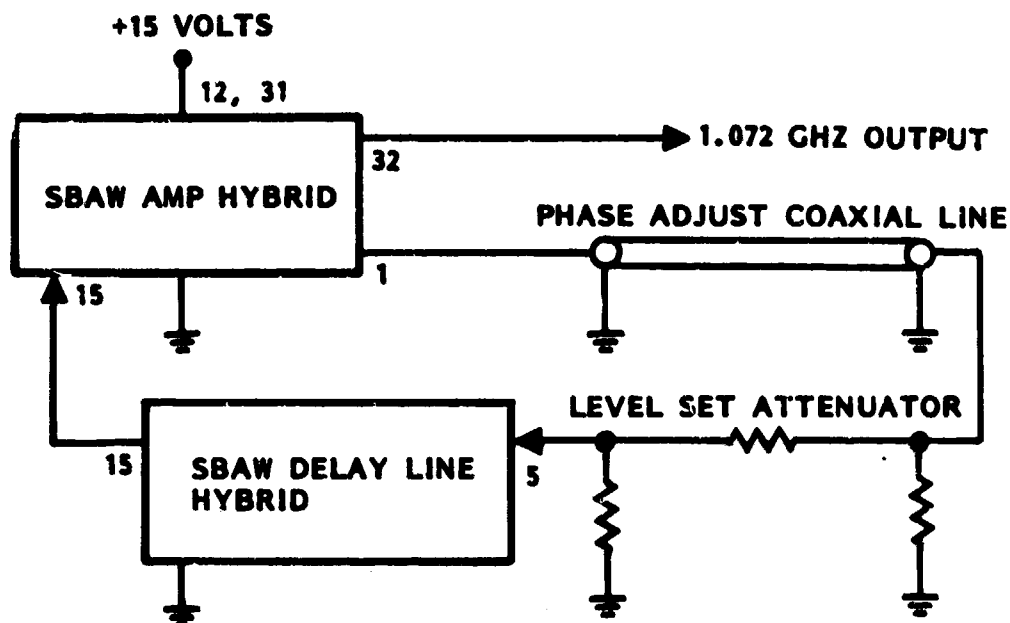 +15 VOLTS
12, 31
32
1.072 GHZ OUTPUT
SBAW AMP HYBRID
PHASE ADJUST COAXIAL LINE
1
15
LEVEL SET ATTENUATOR
15
SBAW DELAY LINE
HYBRID
5